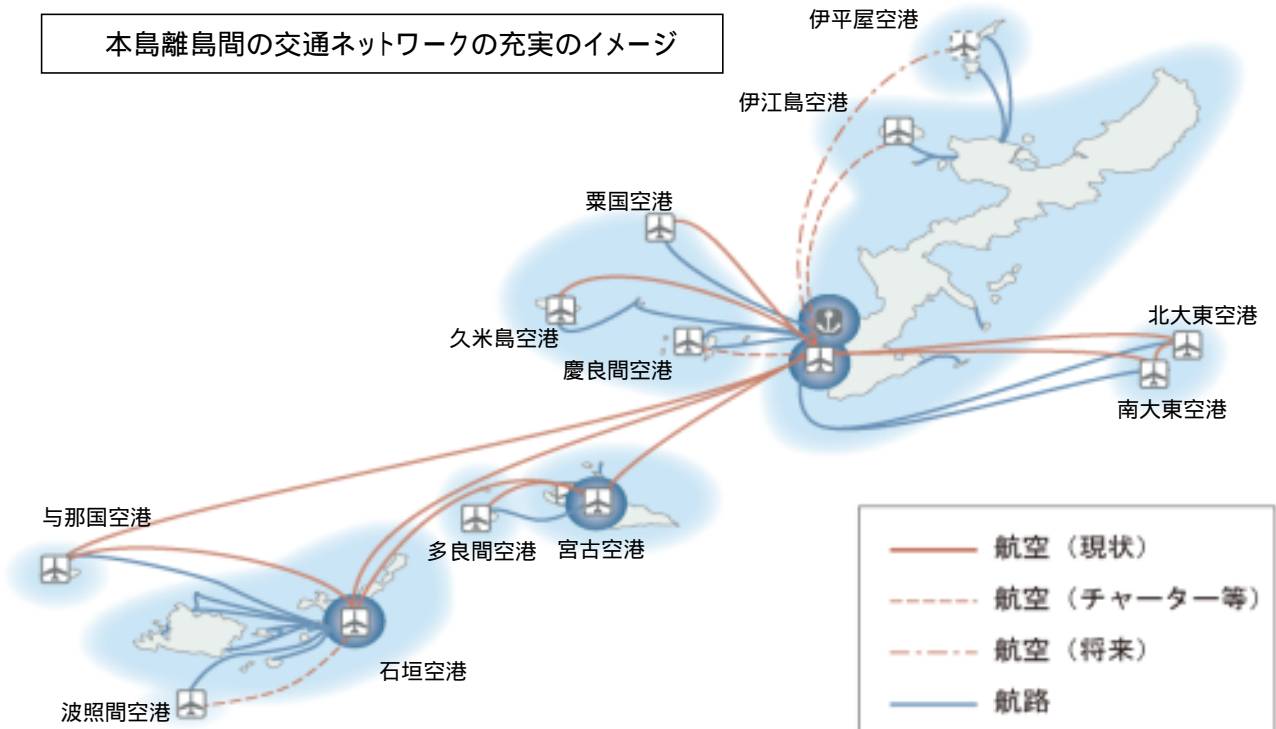 本島離島間の交通ネットワークの充実のイメージ
伊平屋空港
伊江島空港
粟国空港
久米島空港
慶良間空港
北大東空港
南大東空港
与那国空港
多良間空港
宮古空港
石垣空港
波照間空港
航空（現状）
航空（チャーター等）
航空（将来）
航路